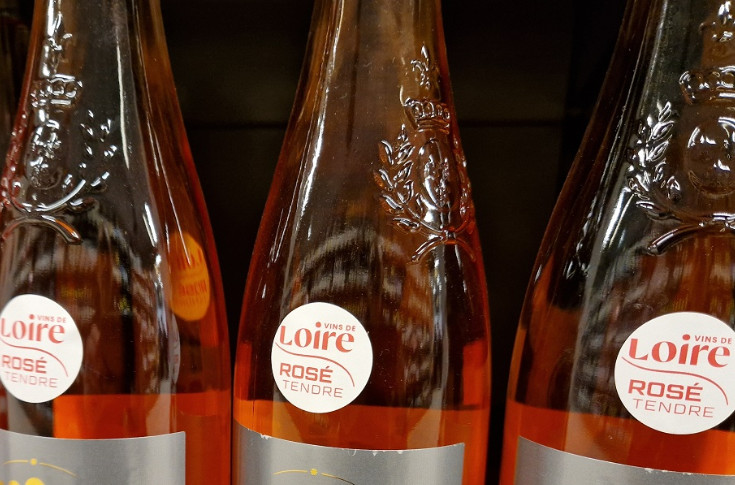 VINS DE
Loire
ROSÉ
TENDRE
VINS DE
Loire
ROSÉ
TENDRE
VINS DE
Loire
ROSÉ
TENDRE